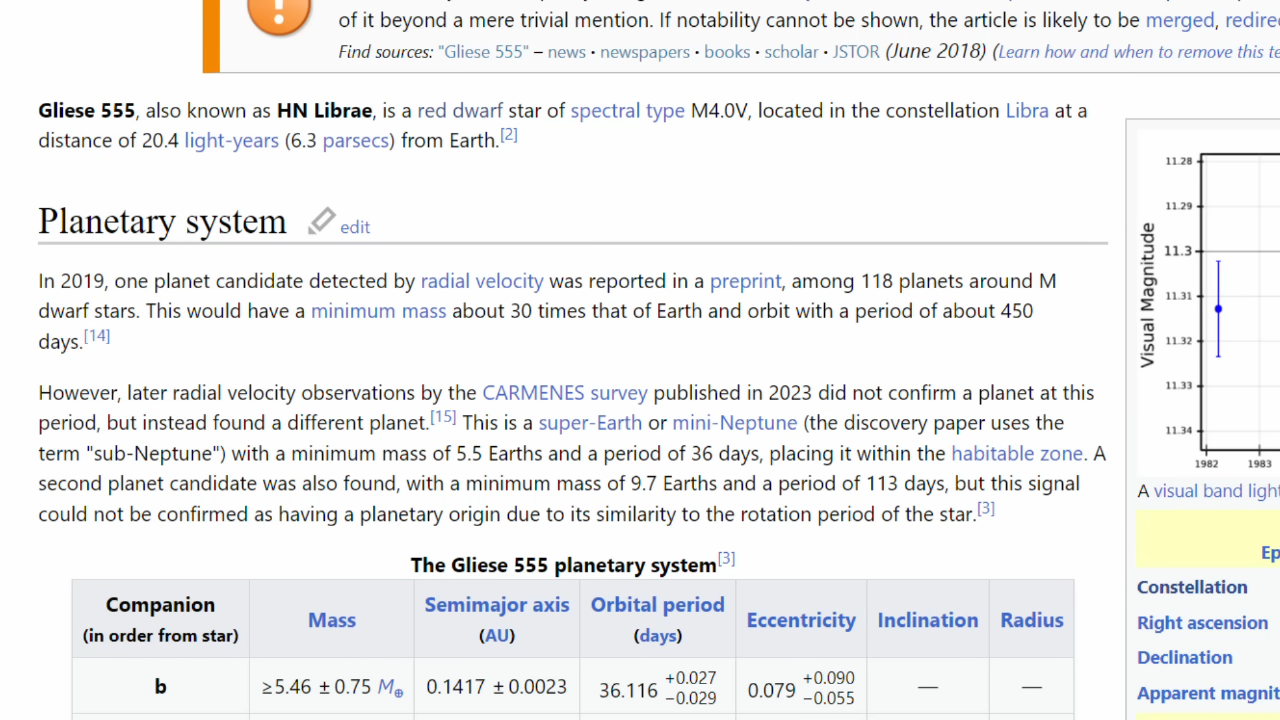 of it beyond a mere trivial mention. If notability cannot be shown, the article is likely to be merged,
Find sources: "Gliese 555" – news · newspapers · books · scholar · JSTOR (June 2018) (Learn how and when to remove this
Gliese 555, also known as HN Librae, is a red dwarf star of spectral type M4.0V, located in the constellation Libra at a
distance of 20.4 light-years (6.3 parsecs) from Earth.[2]
Planetary system edit
In 2019, one planet candidate detected by radial velocity was reported in a preprint, among 118 planets around M
dwarf stars. This would have a minimum mass about 30 times that of Earth and orbit with a period of about 450
days.[14]
However, later radial velocity observations by the CARMENES survey published in 2023 did not confirm a planet at this
period, but instead found a different planet.[15] This is a super-Earth or mini-Neptune (the discovery paper uses the
term "sub-Neptune") with a minimum mass of 5.5 Earths and a period of 36 days, placing it within the habitable zone. A
second planet candidate was also found, with a minimum mass of 9.7 Earths and a period of 113 days, but this signal
could not be confirmed as having a planetary origin due to its similarity to the rotation period of the star.[3]
The Gliese 555 planetary system[3]
Companion (in order from star) Mass Semimajor axis (AU) Orbital period (days) Eccentricity Inclination Radius
b ≥5.46 ±0.75 M⊕ 0.1417 ±0.0023 36.116 +0.027 −0.029 0.079 +0.090 −0.055 — —
Visual Magnitude
11.28
11.29
11.3
11.31
11.32
11.33
11.34
1982 1983
A visual band
Constellation
Right ascension
Declination
Apparent